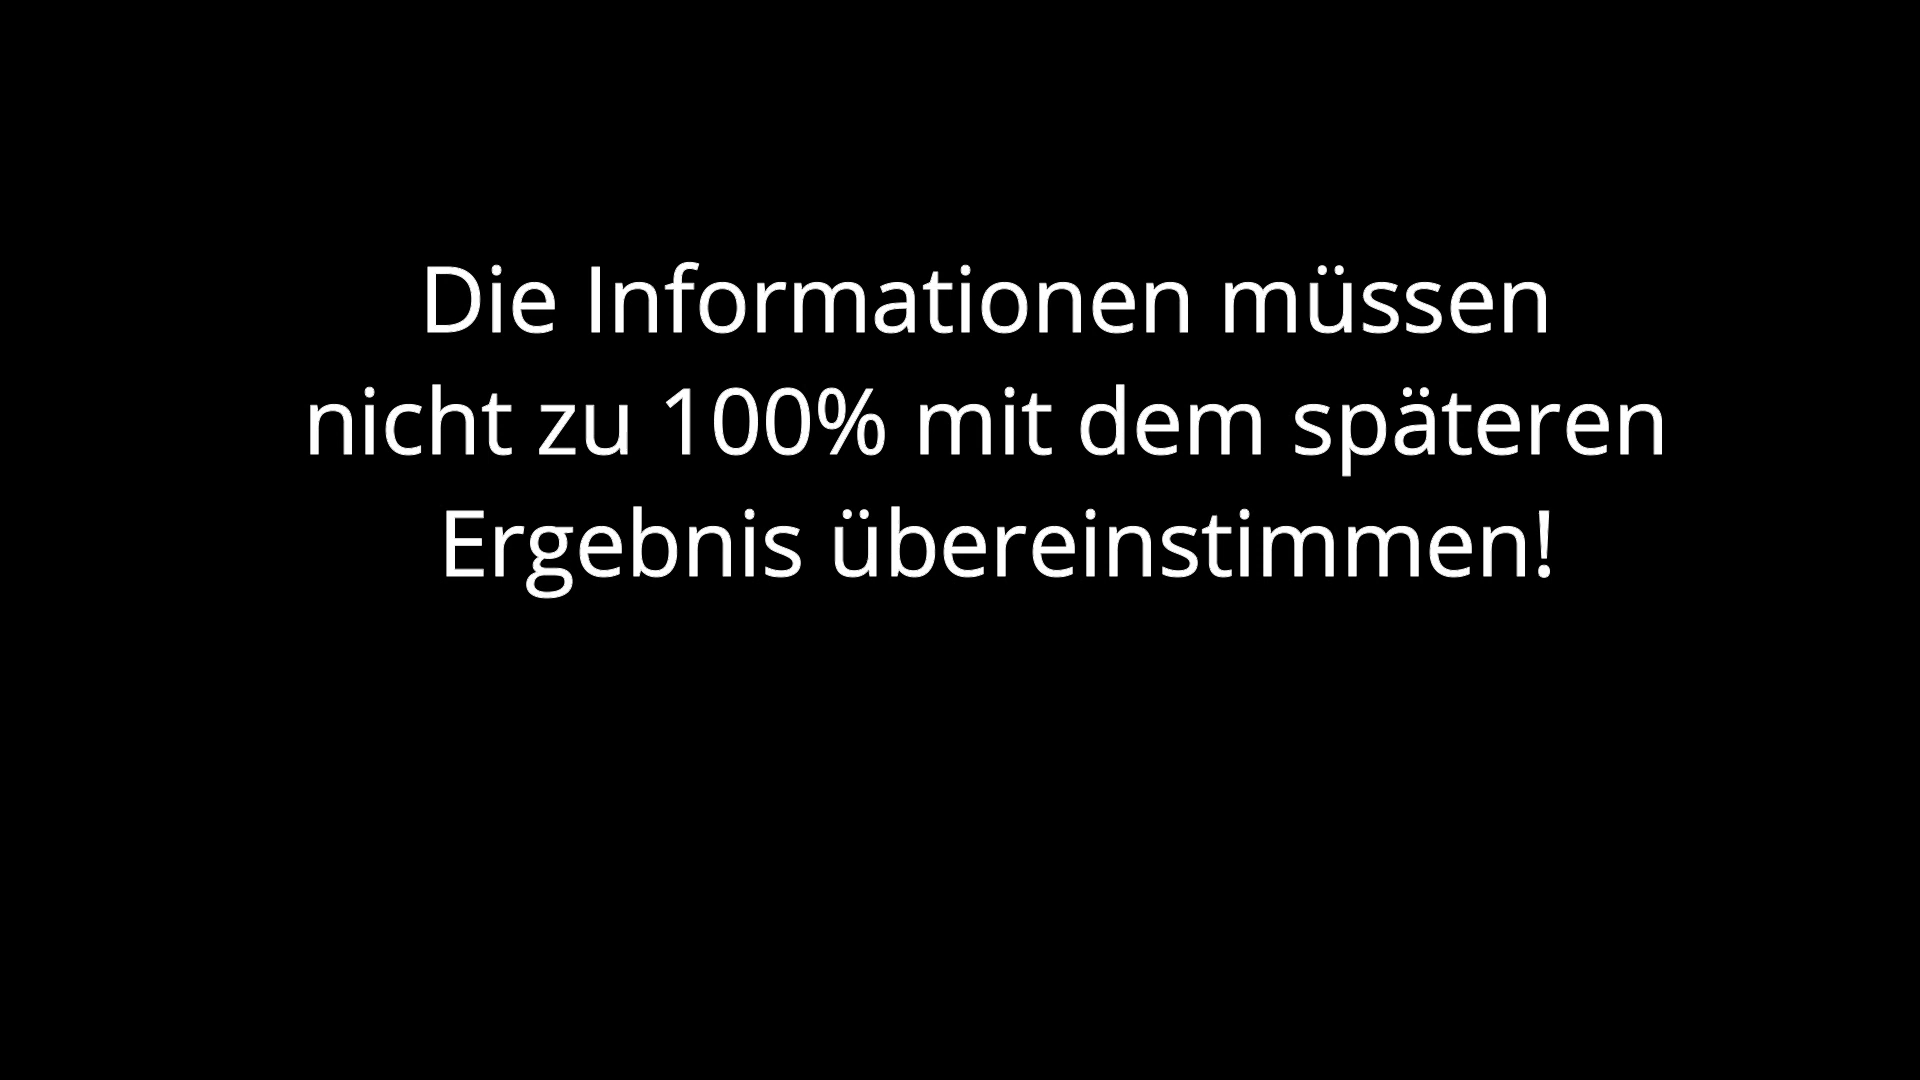 Die Informationen müssen
nicht zu 100% mit dem späteren
Ergebnis übereinstimmen!